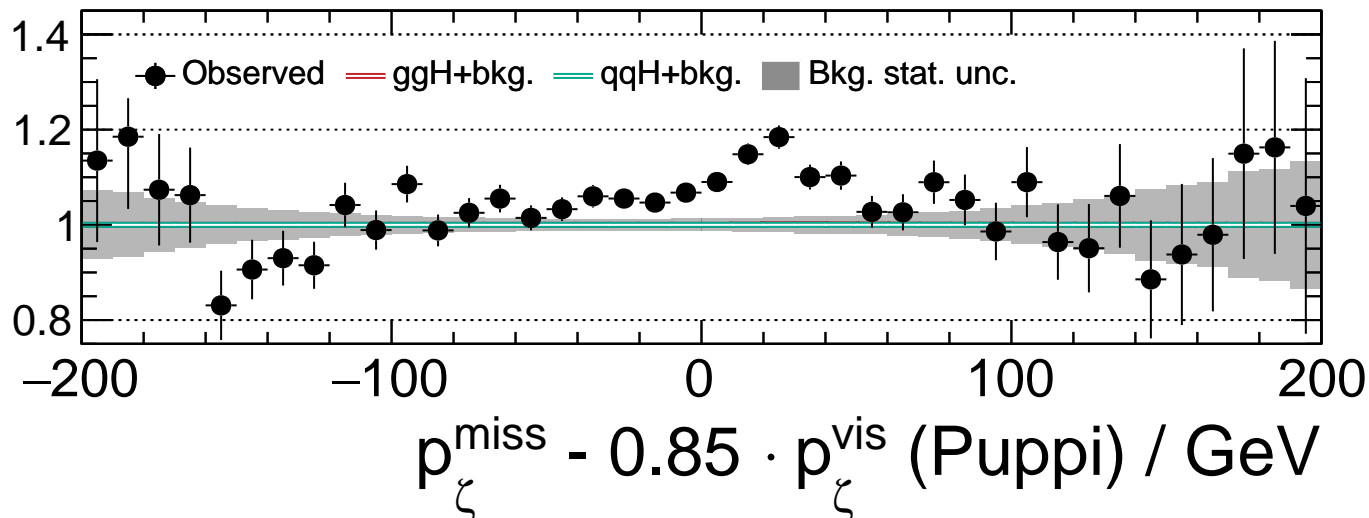 1.4
Observed ggH+bkg. qqH+bkg. Bkg. stat. unc.
1.2
1
0.8
−200 −100 0 100 200
p_ζ^miss - 0.85 · p_ζ^vis (Puppi) / GeV